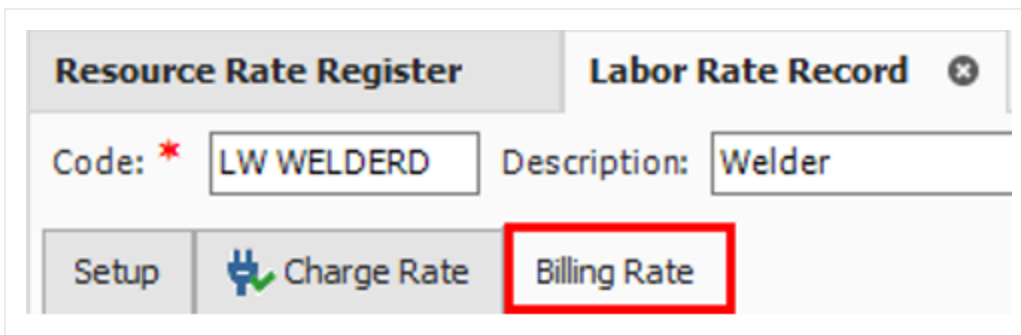 Resource Rate Register Labor Rate Record
Code: * LW WELDERD Description: Welder
Setup Charge Rate Billing Rate